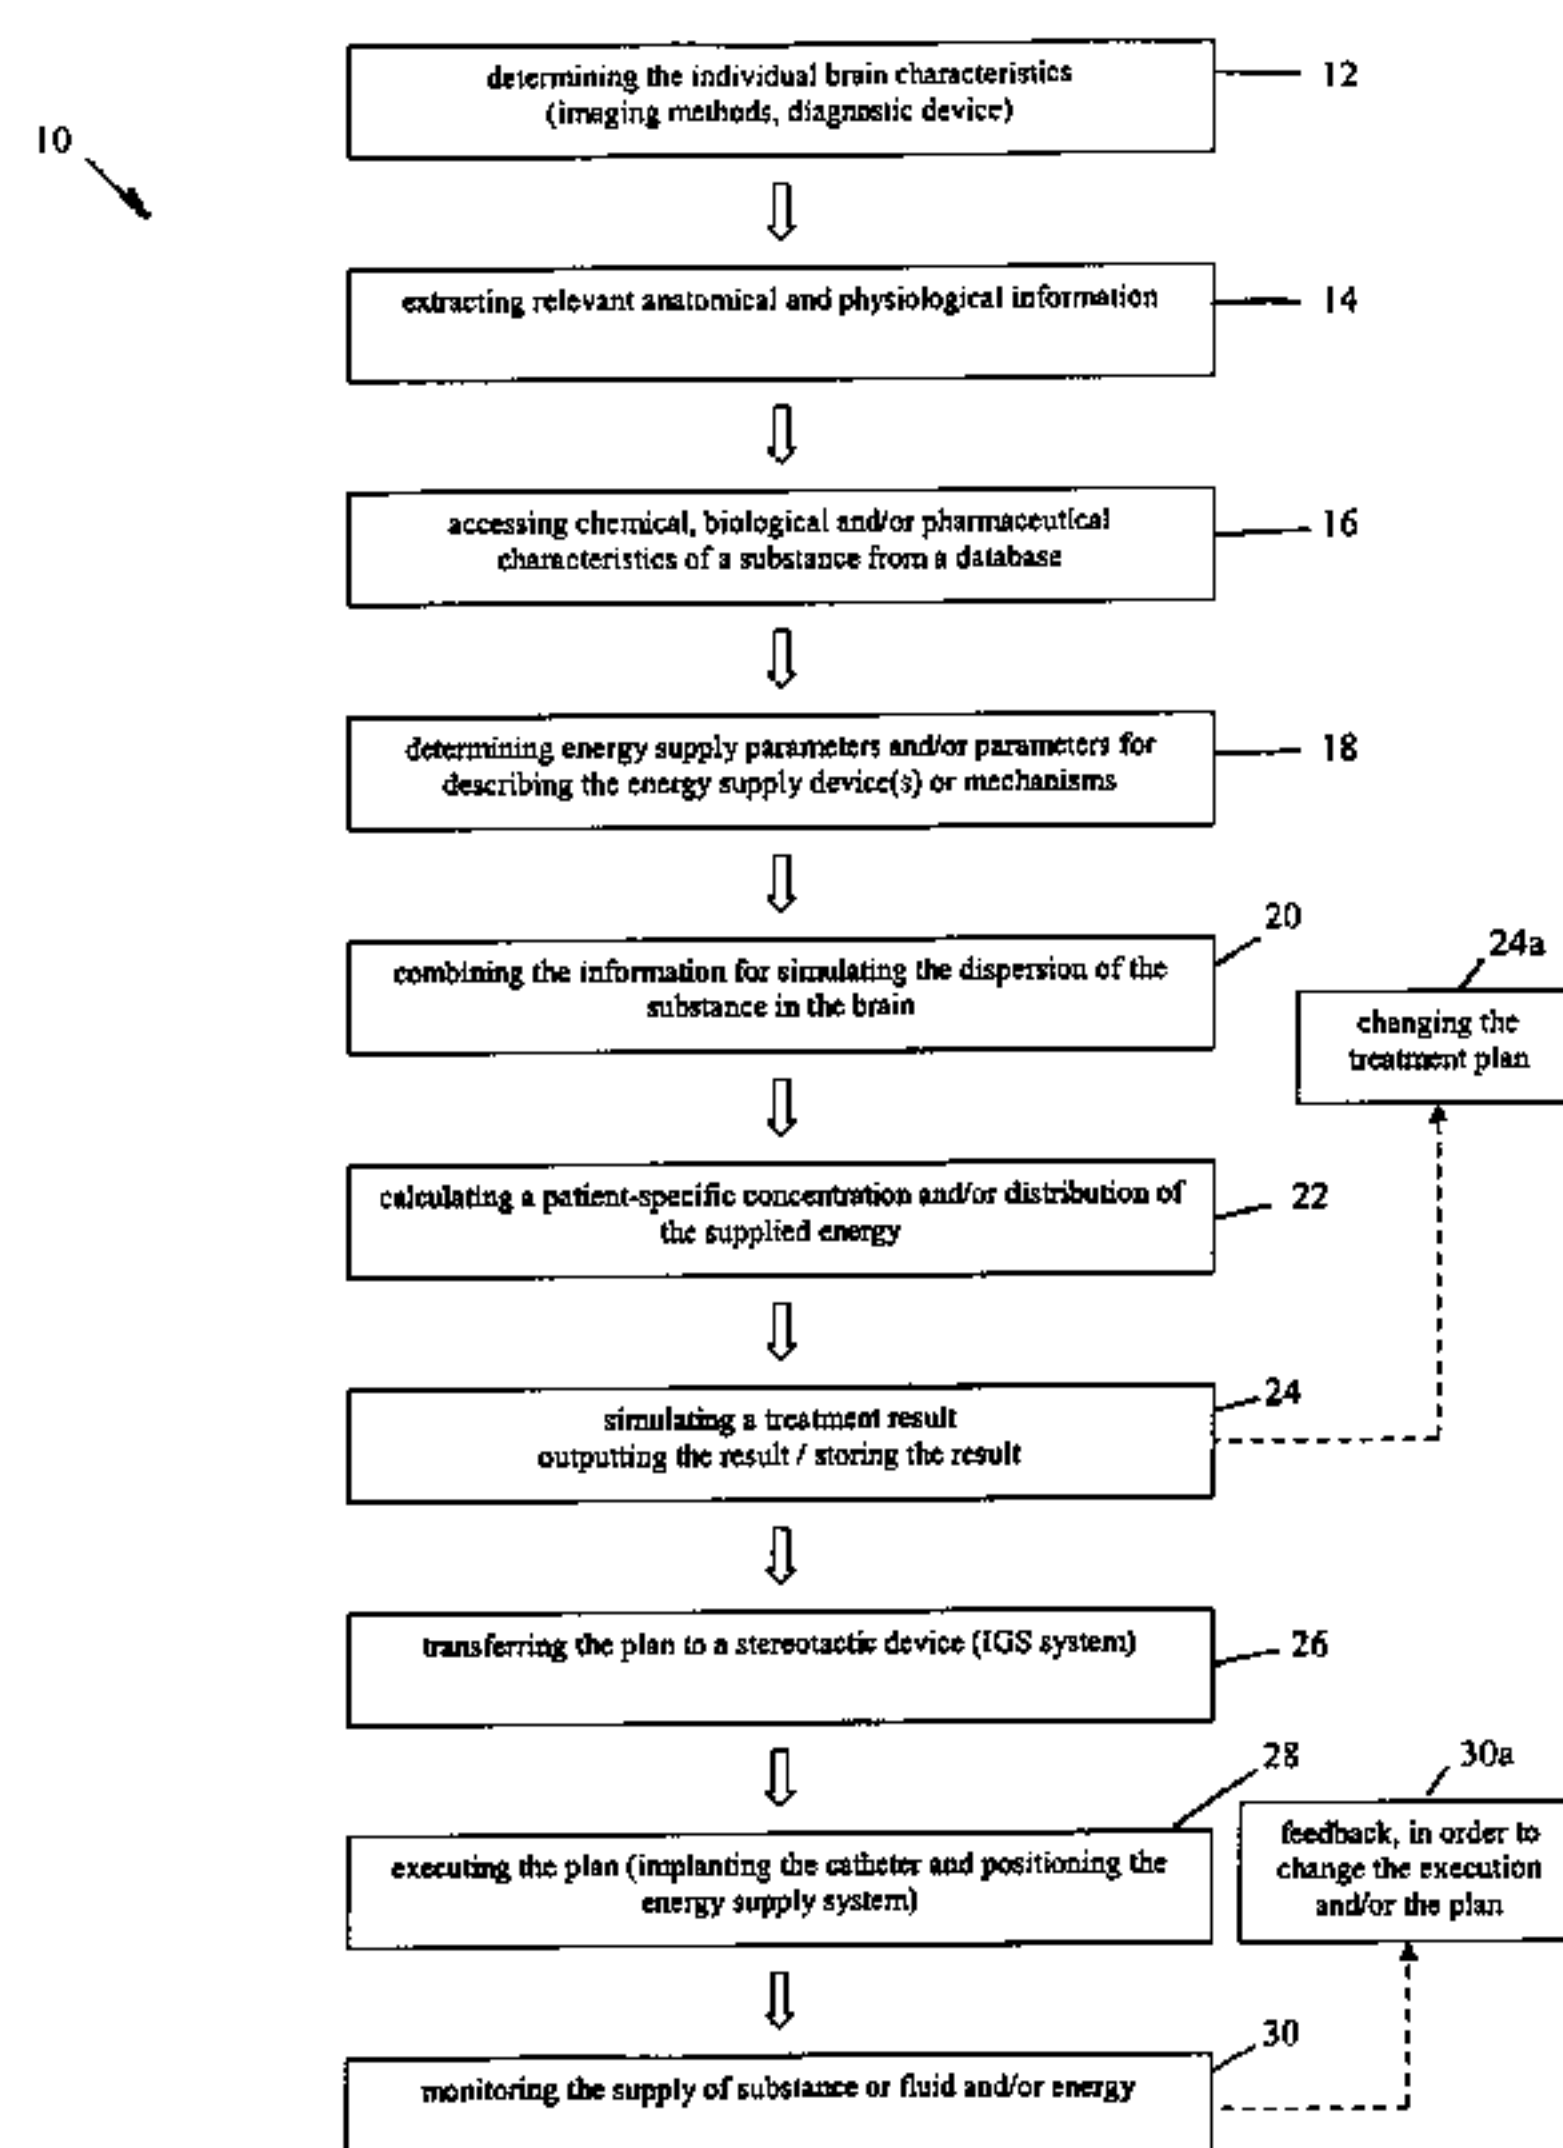 determining the individual brain characteristics
(imaging methods, diagnostic device)
12
10
extracting relevant anatomical and physiological information
14
accessing chemical, biological and/or pharmaceutical
characteristics of a substance from a database
16
determining energy supply parameters and/or parameters for
describing the energy supply device(s) or mechanisms
18
combining the information for simulating the dispersion of the
substance in the brain
20
24a
changing the
treatment plan
calculating a patient-specific concentration and/or distribution of
the supplied energy
22
simulating a treatment result
outputting the result / storing the result
24
transferring the plan to a stereotactic device (IGS system)
26
executing the plan (implanting the catheter and positioning the
energy supply system)
28
30a
feedback, in order to
change the execution
and/or the plan
monitoring the supply of substance or fluid and/or energy
30